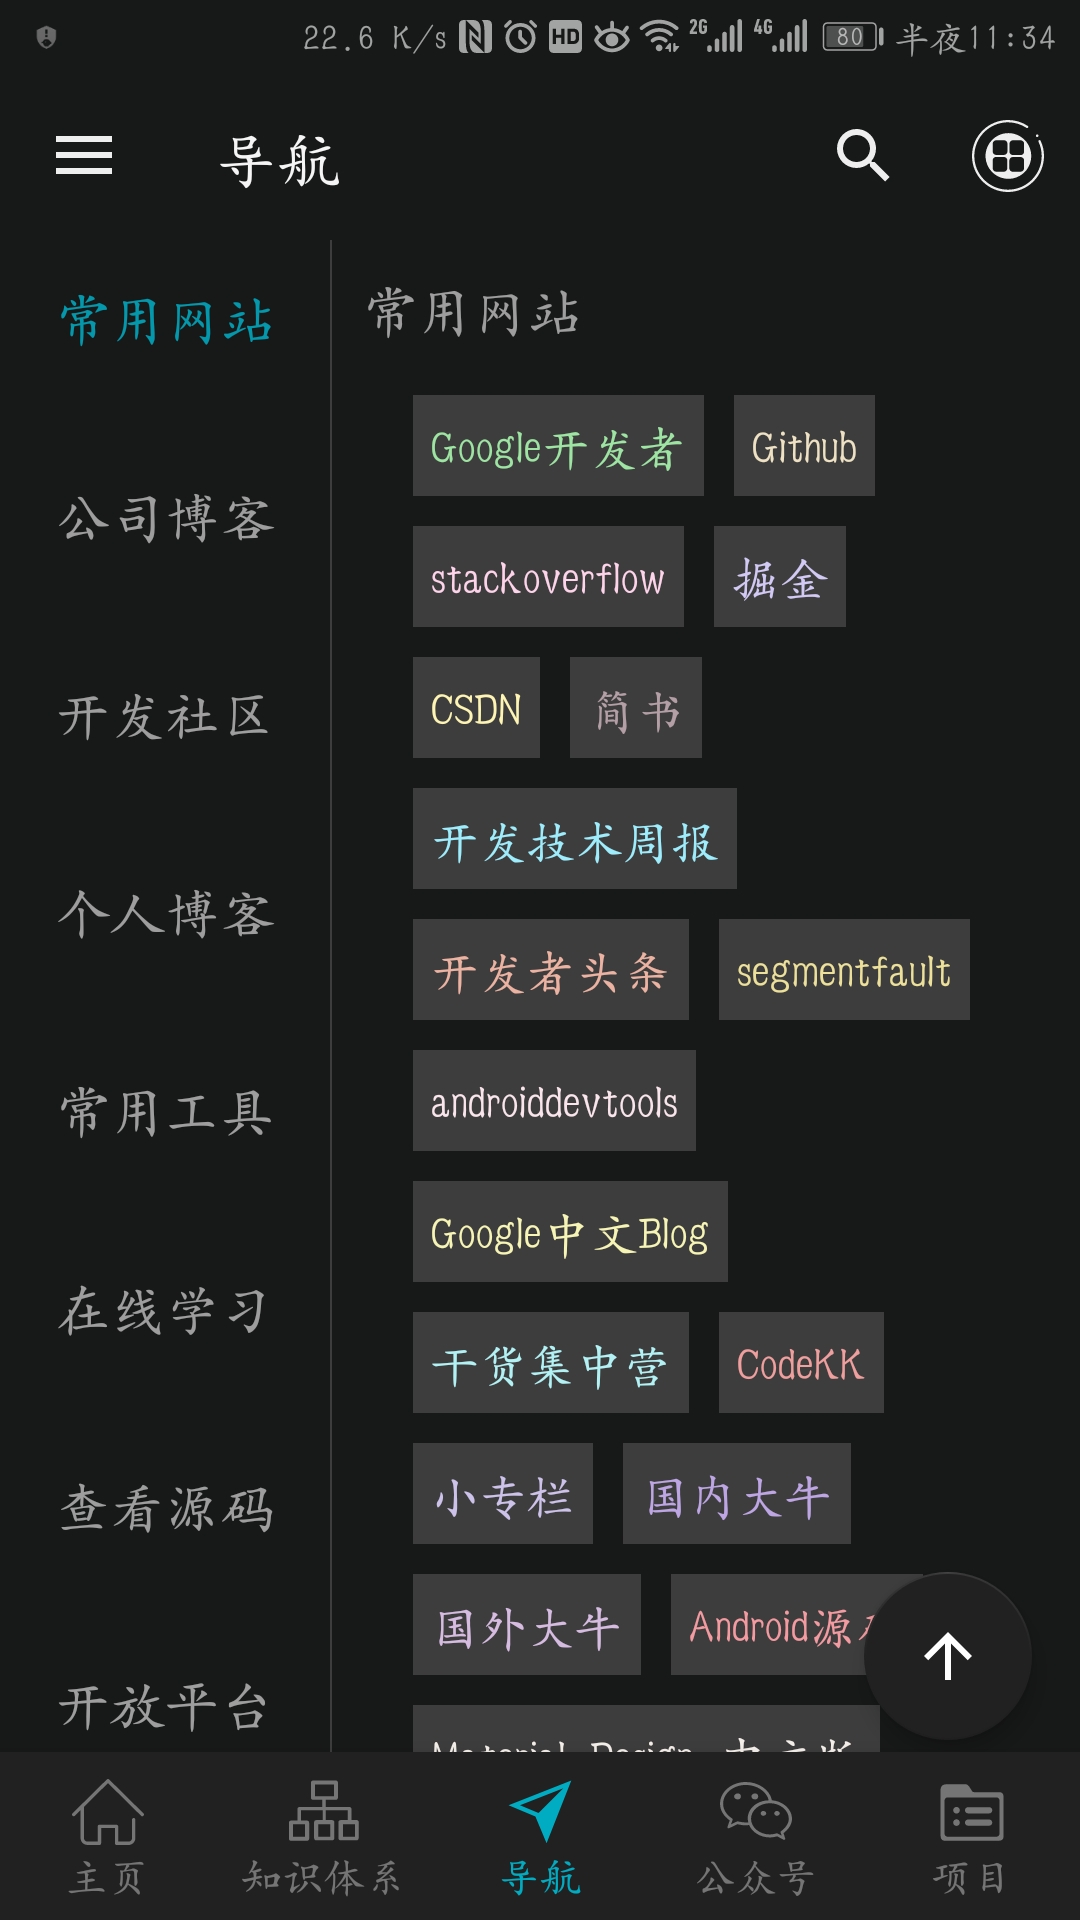 22.6 K/s HD 2G 4G 80 半夜11:34
导航
常用网站
公司博客
开发社区
个人博客
常用工具
在线学习
查看源码
开放平台
常用网站
Google开发者 Github
stackoverflow 掘金
CSDN 简书
开发技术周报
开发者头条 segmentfault
androiddevtools
Google中文Blog
干货集中营 CodeKK
小专栏 国内大牛
国外大牛 Android源
Material Design 中文版
主页 知识体系 导航 公众号 项目